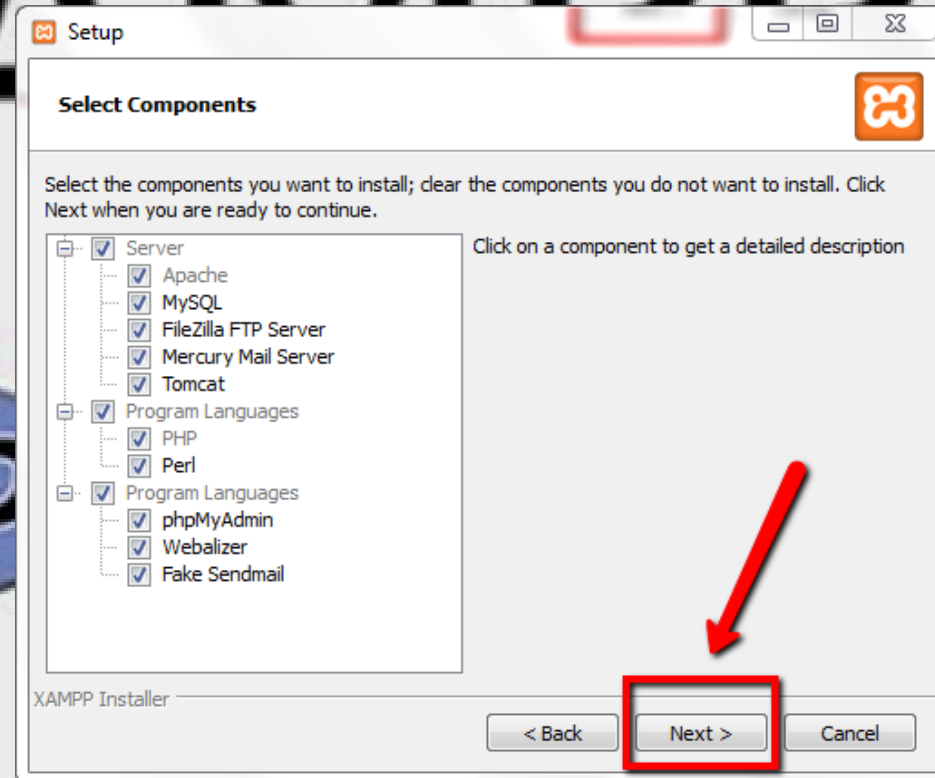 Setup
Select Components
Select the components you want to install; clear the components you do not want to install. Click
Next when you are ready to continue.
Server
Apache
MySQL
FileZilla FTP Server
Mercury Mail Server
Tomcat
Program Languages
PHP
Perl
Program Languages
phpMyAdmin
Webalizer
Fake Sendmail
Click on a component to get a detailed description
XAMPP Installer
< Back
Next >
Cancel